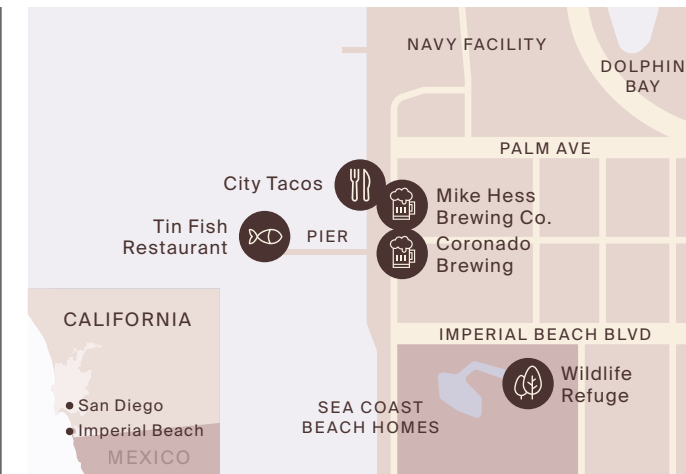 NAVY FACILITY
DOLPHIN
BAY
PALM AVE
City Tacos
Mike Hess
Brewing Co.
Tin Fish
Restaurant
PIER
Coronado
Brewing
CALIFORNIA
IMPERIAL BEACH BLVD
Wildlife
Refuge
San Diego
Imperial Beach
MEXICO
SEA COAST
BEACH HOMES